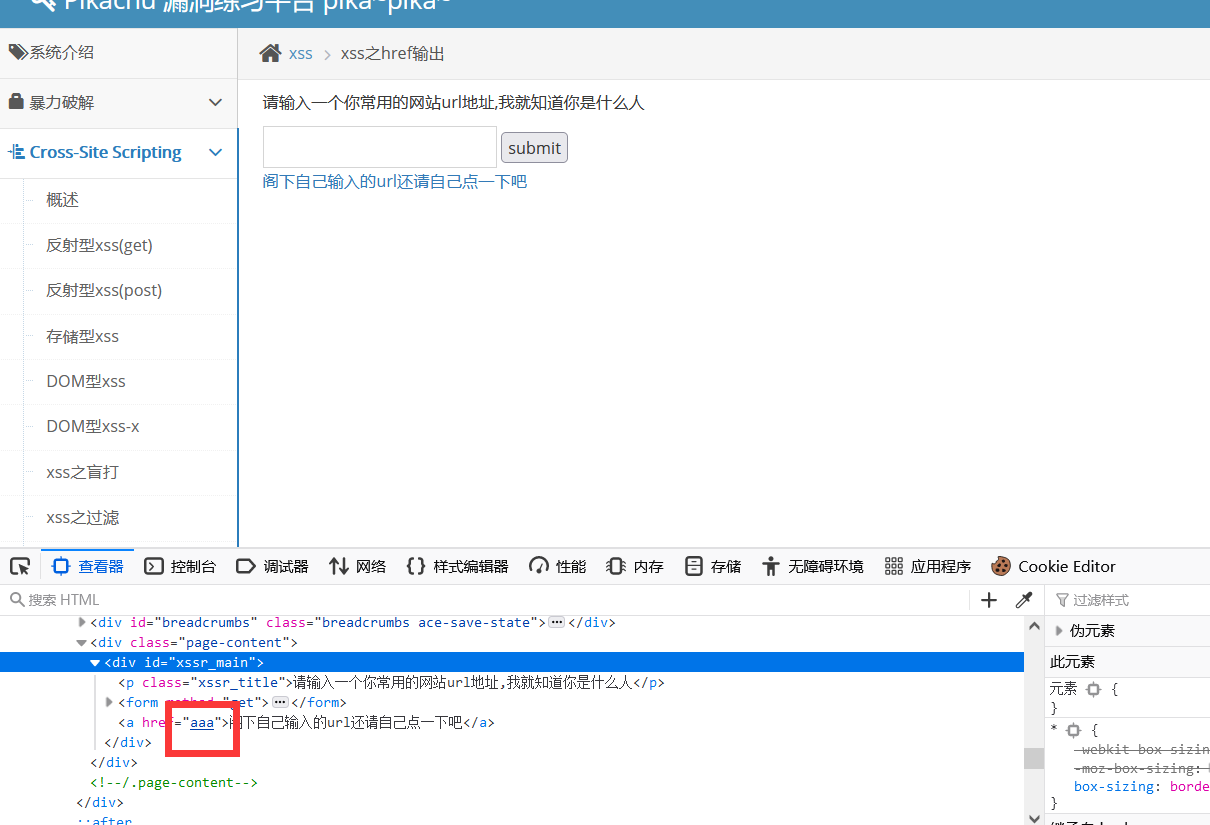 Pikachu 漏洞练习平台 pika~pika~
系统介绍
xss > xss之href输出
暴力破解
请输入一个你常用的网站url地址,我就知道你是什么人
submit
Cross-Site Scripting
阁下自己输入的url还请自己点一下吧
概述
反射型xss(get)
反射型xss(post)
存储型xss
DOM型xss
DOM型xss-x
xss之盲打
xss之过滤
查看器 控制台 调试器 网络 样式编辑器 性能 内存 存储 无障碍环境 应用程序 Cookie Editor
搜索 HTML
过滤样式
<div id="breadcrumbs" class="breadcrumbs ace-save-state"> ••• </div>
<div class="page-content">
<div id="xssr_main">
<p class="xssr_title">请输入一个你常用的网站url地址,我就知道你是什么人</p>
<form method="get"> ••• </form>
<a href="aaa">阁下自己输入的url还请自己点一下吧</a>
</div>
</div>
<!--/.page-content-->
</div>
::after
伪元素
此元素
元素 {
}
* {
-webkit-box-sizin
-moz-box-sizing:
box-sizing: borde
}